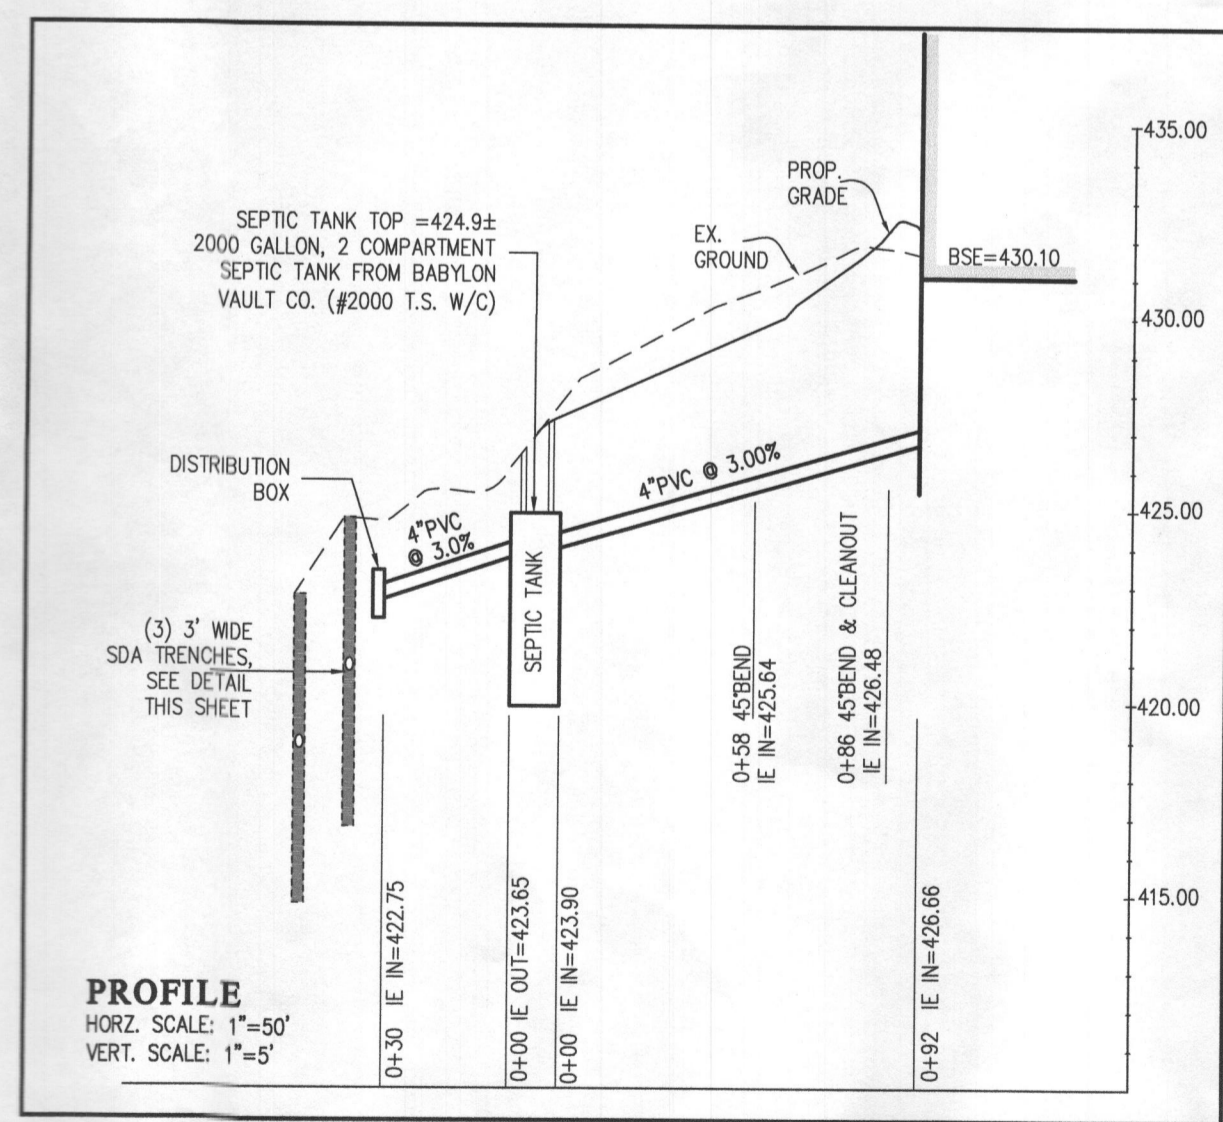 435.00
PROP.
GRADE
SEPTIC TANK TOP =424.9±
2000 GALLON, 2 COMPARTMENT
SEPTIC TANK FROM BABYLON
VAULT CO. (#2000 T.S. W/C)
EX.
GROUND
BSE=430.10
430.00
DISTRIBUTION
BOX
4"PVC
@ 3.0%
4"PVC @ 3.00%
425.00
SEPTIC TANK
(3) 3' WIDE
SDA TRENCHES,
SEE DETAIL
THIS SHEET
0+58 45°BEND
IE IN=425.64
0+86 45°BEND & CLEANOUT
IE IN=426.48
420.00
415.00
0+30 IE IN=422.75
0+00 IE OUT=423.65
0+00 IE IN=423.90
0+92 IE IN=426.66
PROFILE
HORZ. SCALE: 1"=50'
VERT. SCALE: 1"=5'